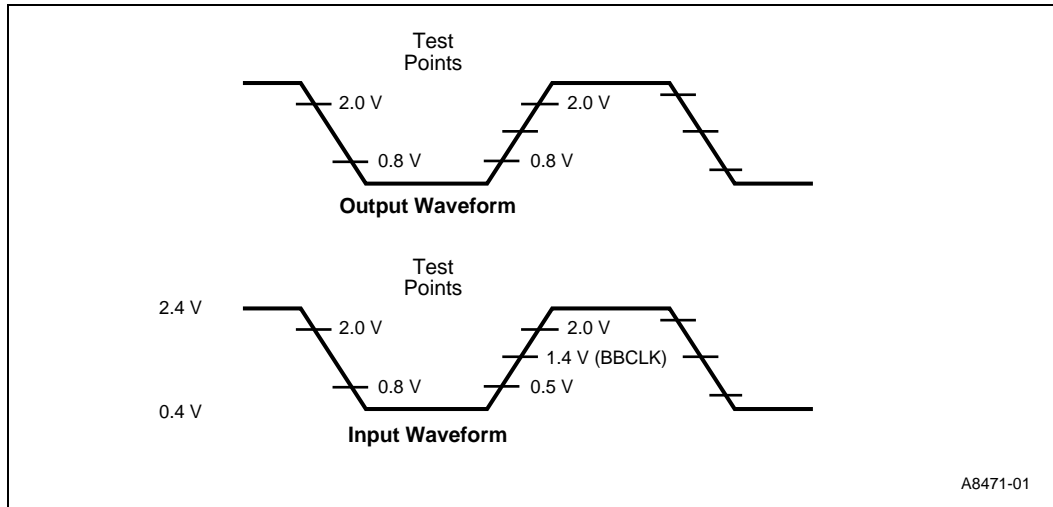 Test
Points
2.0 V
2.0 V
0.8 V
0.8 V
Output Waveform
Test
Points
2.4 V
2.0 V
2.0 V
1.4 V (BBCLK)
0.8 V
0.5 V
0.4 V
Input Waveform
A8471-01